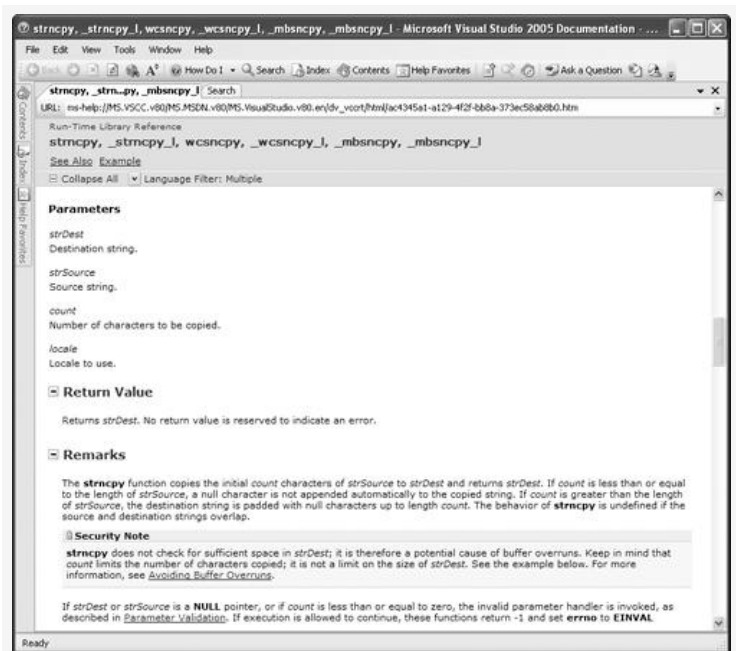 strncpy, _strncpy_l, wcsncpy, _wcsncpy_l, _mbsncpy, _mbsncpy_l - Microsoft Visual Studio 2005 Documentation - ...
File Edit View Tools Window Help
Back How Do I Search Index Contents Help Favorites Ask a Question
strncpy, _strn...py, _mbsncpy_l Search
URL: ms-help://MS.VSCC.v80/MS.MSDN.v80/MS.VisualStudio.v80.en/dv_vccrt/html/ac4345a1-a129-4f2f-bb8a-373ec58ab8b0.htm
Contents
Index
Help Favorites
Run-Time Library Reference
strncpy, _strncpy_l, wcsncpy, _wcsncpy_l, _mbsncpy, _mbsncpy_l
See Also Example
Collapse All Language Filter: Multiple
Parameters
strDest
Destination string.
strSource
Source string.
count
Number of characters to be copied.
locale
Locale to use.
Return Value
Returns strDest. No return value is reserved to indicate an error.
Remarks
The strncpy function copies the initial count characters of strSource to strDest and returns strDest. If count is less than or equal
to the length of strSource, a null character is not appended automatically to the copied string. If count is greater than the length
of strSource, the destination string is padded with null characters up to length count. The behavior of strncpy is undefined if the
source and destination strings overlap.
Security Note
strncpy does not check for sufficient space in strDest; it is therefore a potential cause of buffer overruns. Keep in mind that
count limits the number of characters copied; it is not a limit on the size of strDest. See the example below. For more
information, see Avoiding Buffer Overruns.
If strDest or strSource is a NULL pointer, or if count is less than or equal to zero, the invalid parameter handler is invoked, as
described in Parameter Validation. If execution is allowed to continue, these functions return -1 and set errno to EINVAL
Ready